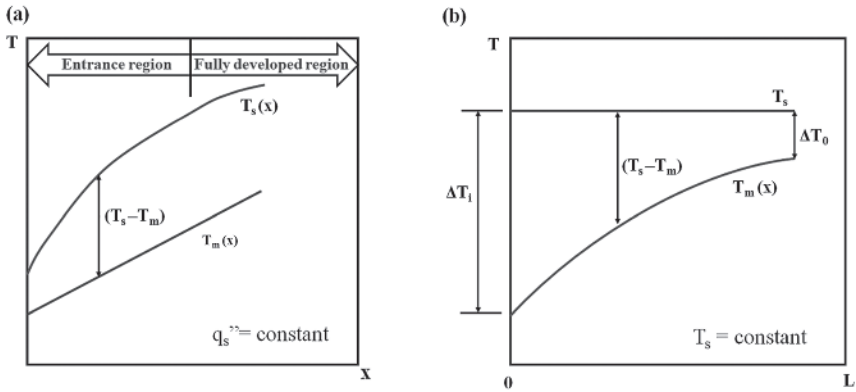 (a)
T
Entrance region
Fully developed region
Ts(x)
(Ts–Tm)
Tm(x)
qs”= constant
x
(b)
T
Ts
ΔT0
(Ts–Tm)
ΔTi
Tm(x)
Ts = constant
0
L